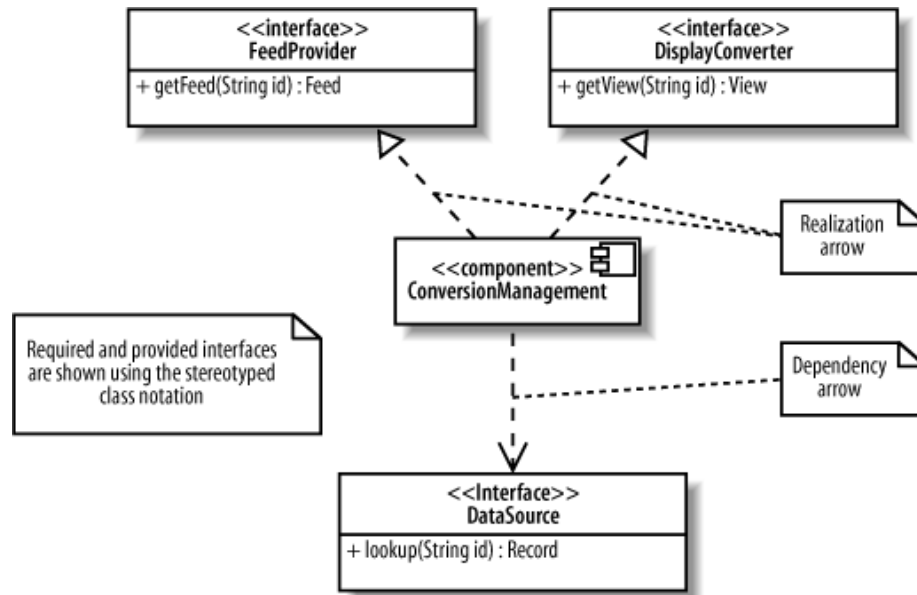 <<interface>>
FeedProvider
+ getFeed(String id) : Feed
<<interface>>
DisplayConverter
+ getView(String id) : View
Realization
arrow
<<component>>
ConversionManagement
Required and provided interfaces
are shown using the stereotyped
class notation
Dependency
arrow
<<Interface>>
DataSource
+ lookup(String id) : Record